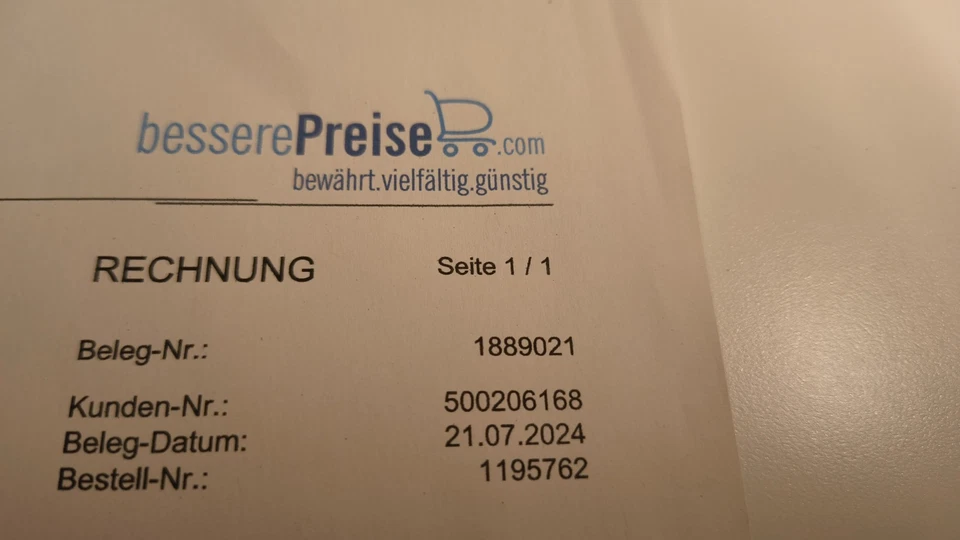 besserePreise.com
bewährt.vielfältig.günstig
RECHNUNG Seite 1 / 1
Beleg-Nr.: 1889021
Kunden-Nr.: 500206168
Beleg-Datum: 21.07.2024
Bestell-Nr.: 1195762